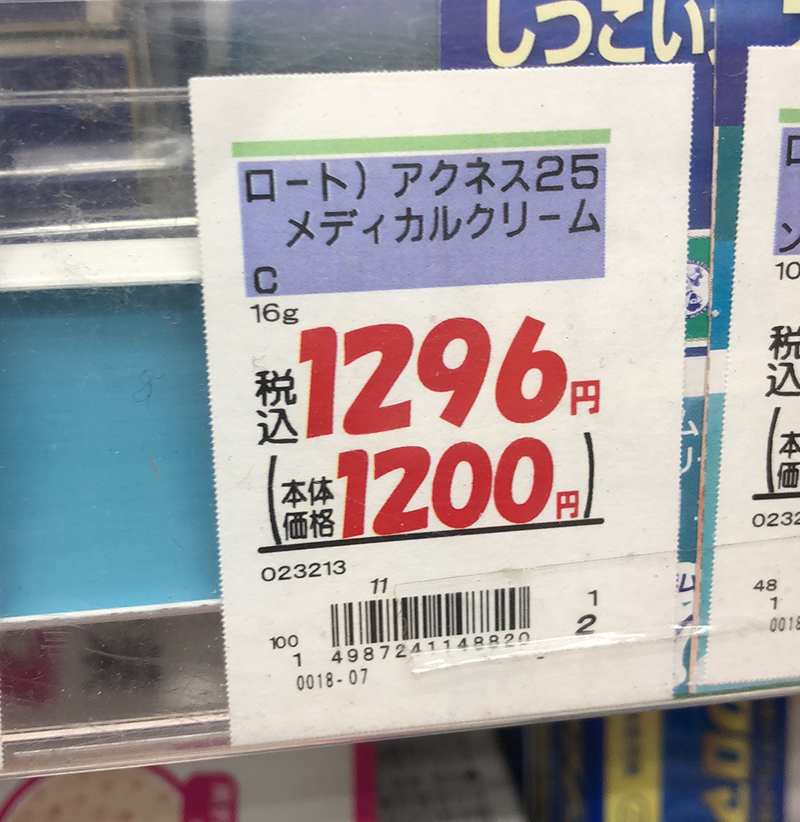 しつこい
ロート）アクネス25
メディカルクリーム
C
16g
税込1296円
（本体価格1200円）
023213
11
1
2
100
1
4987241148820
0018-07
ロ
ソ
10
税込
（本
価
0232
48
1
0018
クロマ